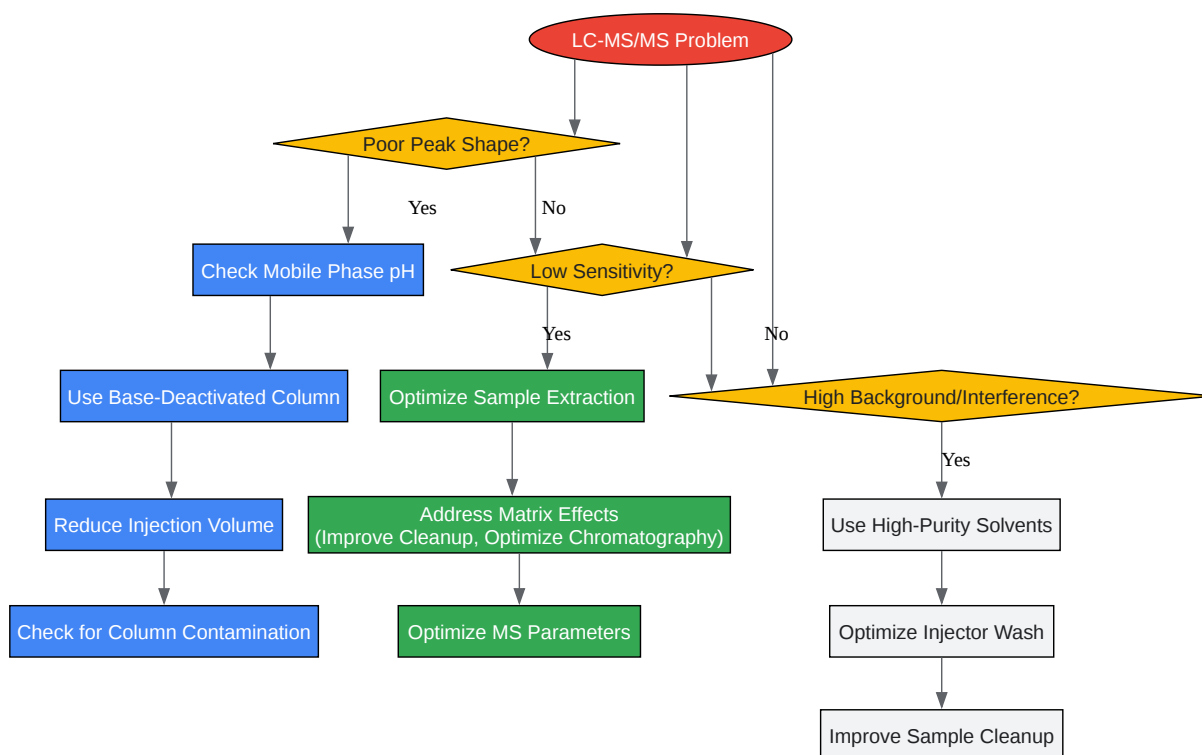 LC-MS/MS Problem
Poor Peak Shape?
Yes
No
Check Mobile Phase pH
Low Sensitivity?
Yes
No
Use Base-Deactivated Column
Optimize Sample Extraction
High Background/Interference?
Yes
Reduce Injection Volume
Address Matrix Effects
(Improve Cleanup, Optimize Chromatography)
Use High-Purity Solvents
Check for Column Contamination
Optimize MS Parameters
Optimize Injector Wash
Improve Sample Cleanup